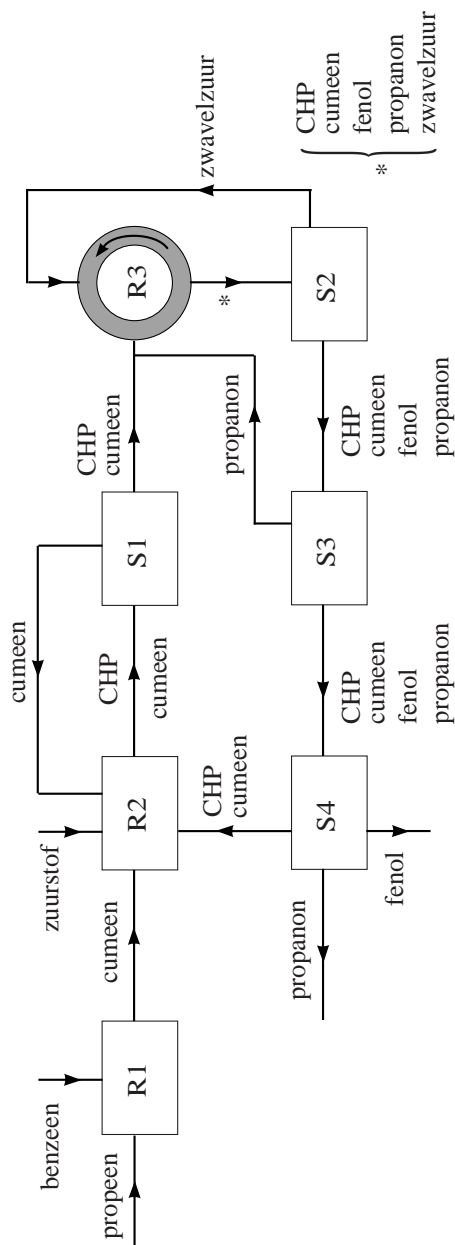 benzeen
propeen
R1
cumeen
zuurstof
R2
cumeen
CHP
cumeen
S1
CHP
cumeen
R3
zwavelzuur
*
propanon
S2
CHP
cumeen
fenol
propanon
S3
CHP
cumeen
fenol
propanon
S4
CHP
cumeen
propanon
fenol
*
CHP
cumeen
fenol
propanon
zwavelzuur